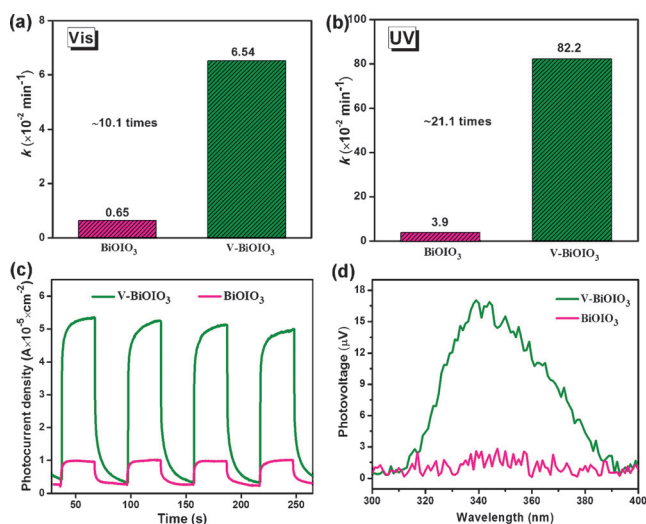 (a)
Vis
k (×10⁻² min⁻¹)
8
6
4
2
0
6.54
~10.1 times
0.65
BiOIO₃
V-BiOIO₃
(b)
UV
k (×10⁻² min⁻¹)
100
80
60
40
20
0
82.2
~21.1 times
3.9
BiOIO₃
V-BiOIO₃
(c)
V-BiOIO₃
BiOIO₃
Photocurrent density (A×10⁻⁵×cm⁻²)
7
6
5
4
3
2
1
0
50
100
150
200
250
Time (s)
(d)
V-BiOIO₃
BiOIO₃
Photovoltage (μV)
18
15
12
9
6
3
0
300
320
340
360
380
400
Wavelength (nm)